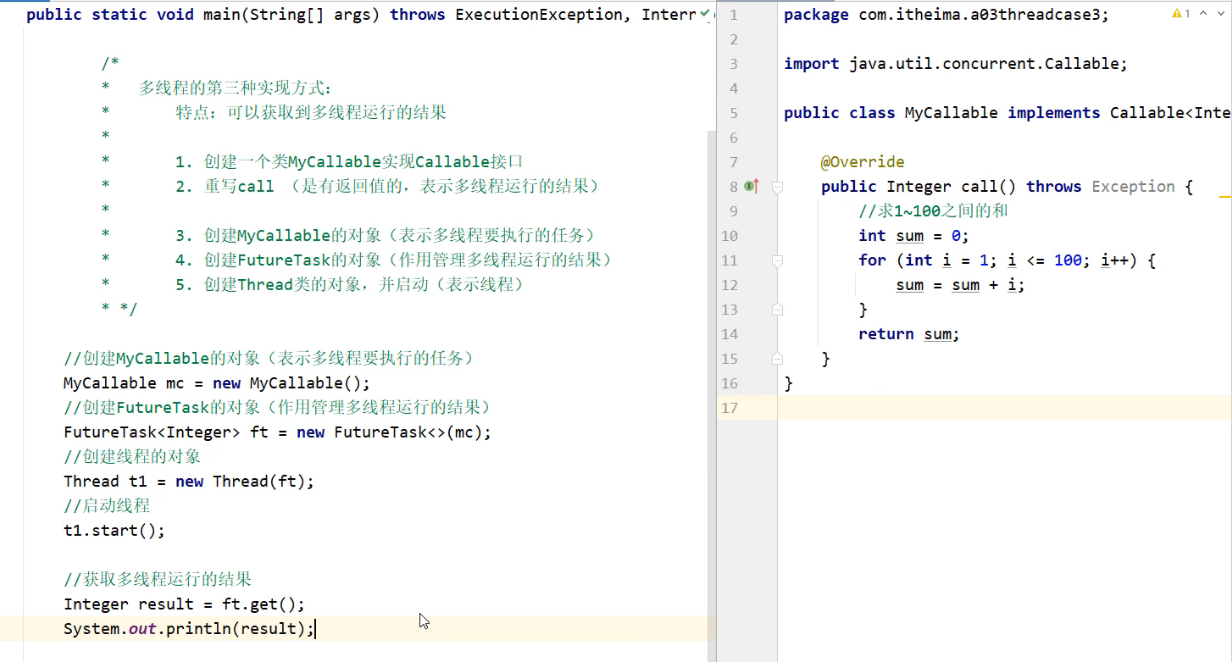 public static void main(String[] args) throws ExecutionException, Interr
/*
* 多线程的第三种实现方式：
* 特点：可以获取到多线程运行的结果
*
* 1. 创建一个类MyCallable实现Callable接口
* 2. 重写call （是有返回值的，表示多线程运行的结果）
*
* 3. 创建MyCallable的对象（表示多线程要执行的任务）
* 4. 创建FutureTask的对象（作用管理多线程运行的结果）
* 5. 创建Thread类的对象，并启动（表示线程）
* */
//创建MyCallable的对象（表示多线程要执行的任务）
MyCallable mc = new MyCallable();
//创建FutureTask的对象（作用管理多线程运行的结果）
FutureTask<Integer> ft = new FutureTask<>(mc);
//创建线程的对象
Thread t1 = new Thread(ft);
//启动线程
t1.start();
//获取多线程运行的结果
Integer result = ft.get();
System.out.println(result);
1 package com.itheima.a03threadcase3;
1
2
3 import java.util.concurrent.Callable;
4
5 public class MyCallable implements Callable<Inte
6
7 @Override
8 public Integer call() throws Exception {
9 //求1~100之间的和
10 int sum = 0;
11 for (int i = 1; i <= 100; i++) {
12 sum = sum + i;
13 }
14 return sum;
15 }
16 }
17